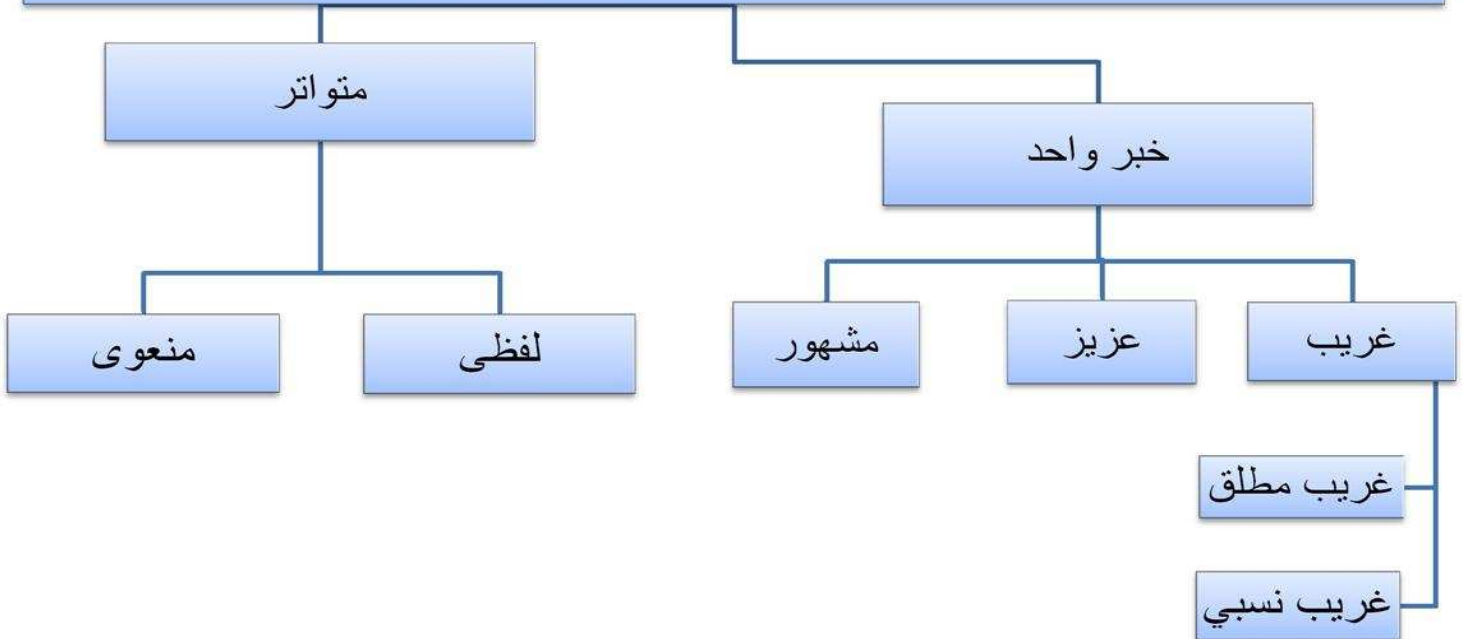 متواتر
خبر واحد
غريب
عزيز
مشهور
لفظى
منعوى
غريب مطلق
غريب نسبي